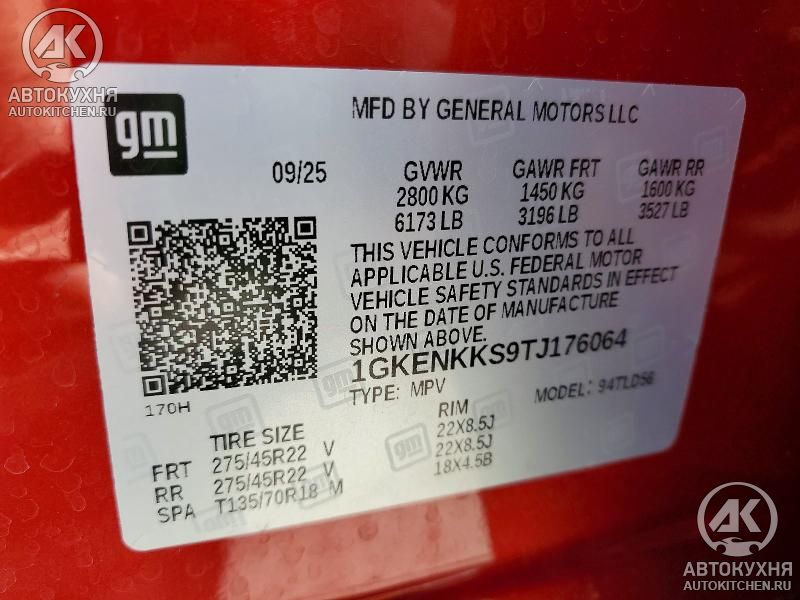 АК
АВТОКУХНЯ
AUTOKITCHEN.RU
gm
MFD BY GENERAL MOTORS LLC
09/25 GVWR GAWR FRT GAWR RR
2800 KG 1450 KG 1600 KG
6173 LB 3196 LB 3527 LB
THIS VEHICLE CONFORMS TO ALL
APPLICABLE U.S. FEDERAL MOTOR
VEHICLE SAFETY STANDARDS IN EFFECT
ON THE DATE OF MANUFACTURE
SHOWN ABOVE.
1GKENKKS9TJ176064
170H
TYPE: MPV MODEL: 94TLD56
TIRE SIZE RIM
FRT 275/45R22 V 22X8.5J
RR 275/45R22 V 22X8.5J
SPA T135/70R18 M 18X4.5B
gm
АК
АВТОКУХНЯ
AUTOKITCHEN.RU